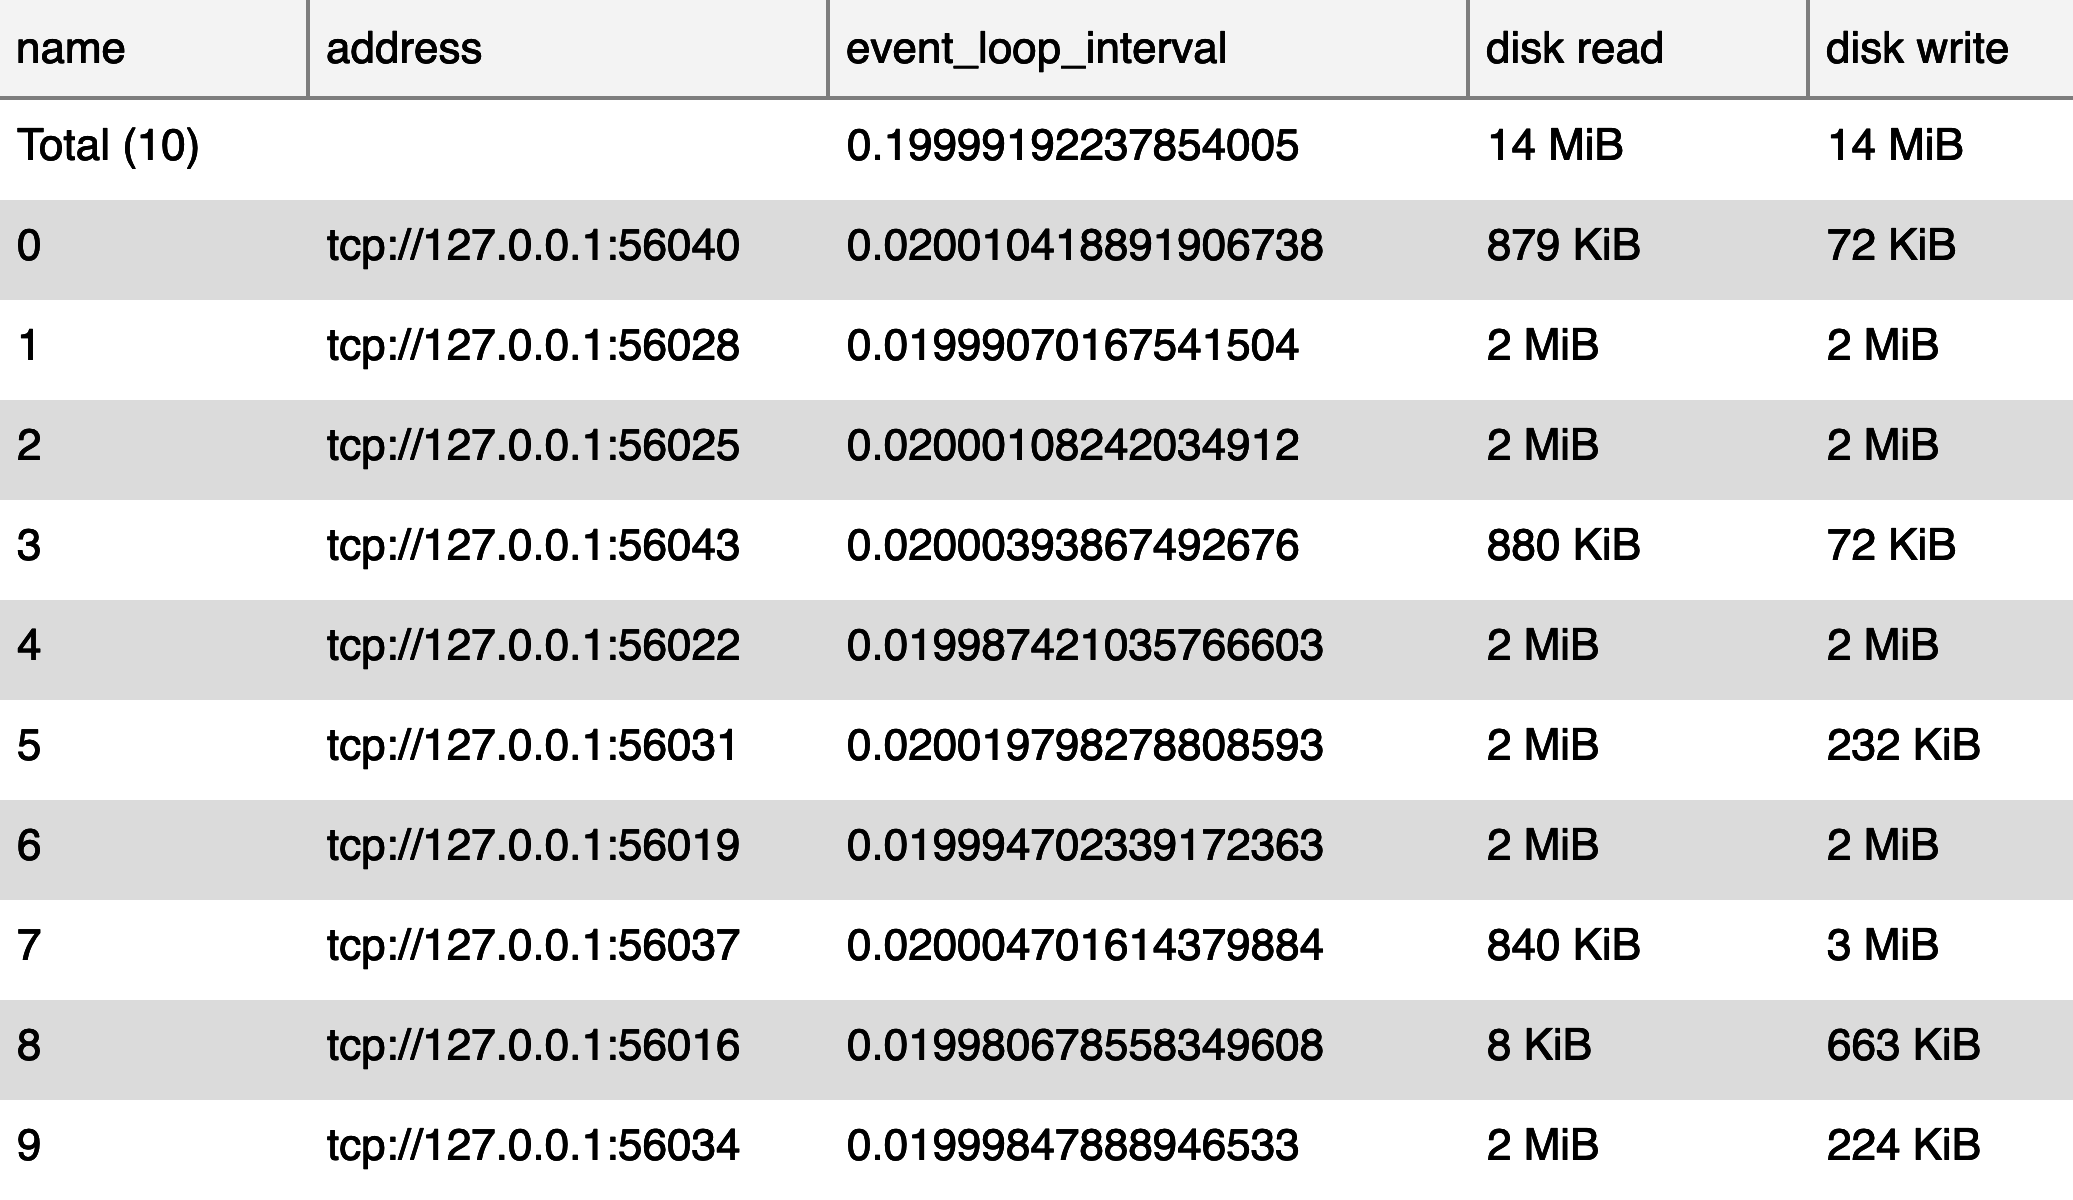 name address event_loop_interval disk read disk write
Total (10) 0.19999192237854005 14 MiB 14 MiB
0 tcp://127.0.0.1:56040 0.020010418891906738 879 KiB 72 KiB
1 tcp://127.0.0.1:56028 0.01999070167541504 2 MiB 2 MiB
2 tcp://127.0.0.1:56025 0.02000108242034912 2 MiB 2 MiB
3 tcp://127.0.0.1:56043 0.02000393867492676 880 KiB 72 KiB
4 tcp://127.0.0.1:56022 0.019987421035766603 2 MiB 2 MiB
5 tcp://127.0.0.1:56031 0.020019798278808593 2 MiB 232 KiB
6 tcp://127.0.0.1:56019 0.019994702339172363 2 MiB 2 MiB
7 tcp://127.0.0.1:56037 0.020004701614379884 840 KiB 3 MiB
8 tcp://127.0.0.1:56016 0.019980678558349608 8 KiB 663 KiB
9 tcp://127.0.0.1:56034 0.01999847888946533 2 MiB 224 KiB